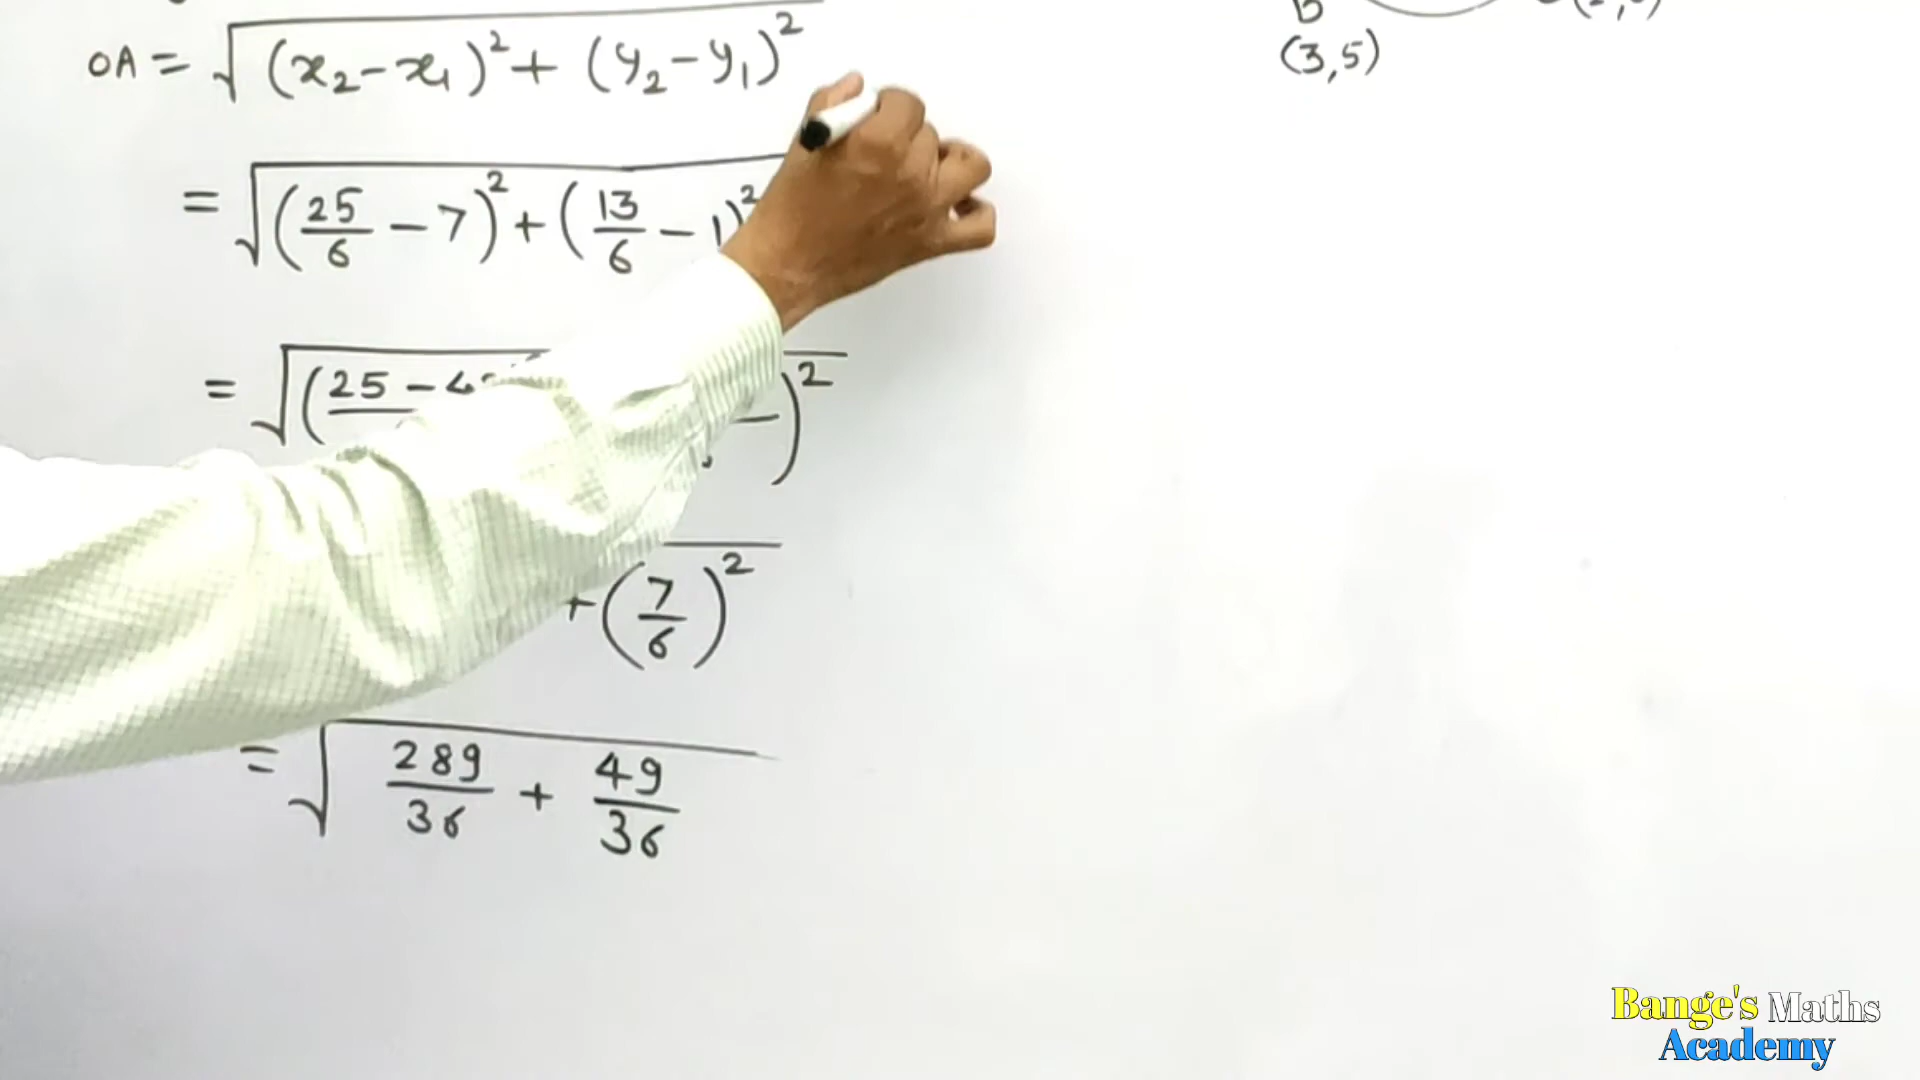 OA = √(x₂ - x₁)² + (y₂ - y₁)²
(3,5)
= √(25/6 - 7)² + (13/6 - 1)²
= √(25 - )²
+ (7/6)²
= √289/36 + 49/36
Bange's Maths
Academy